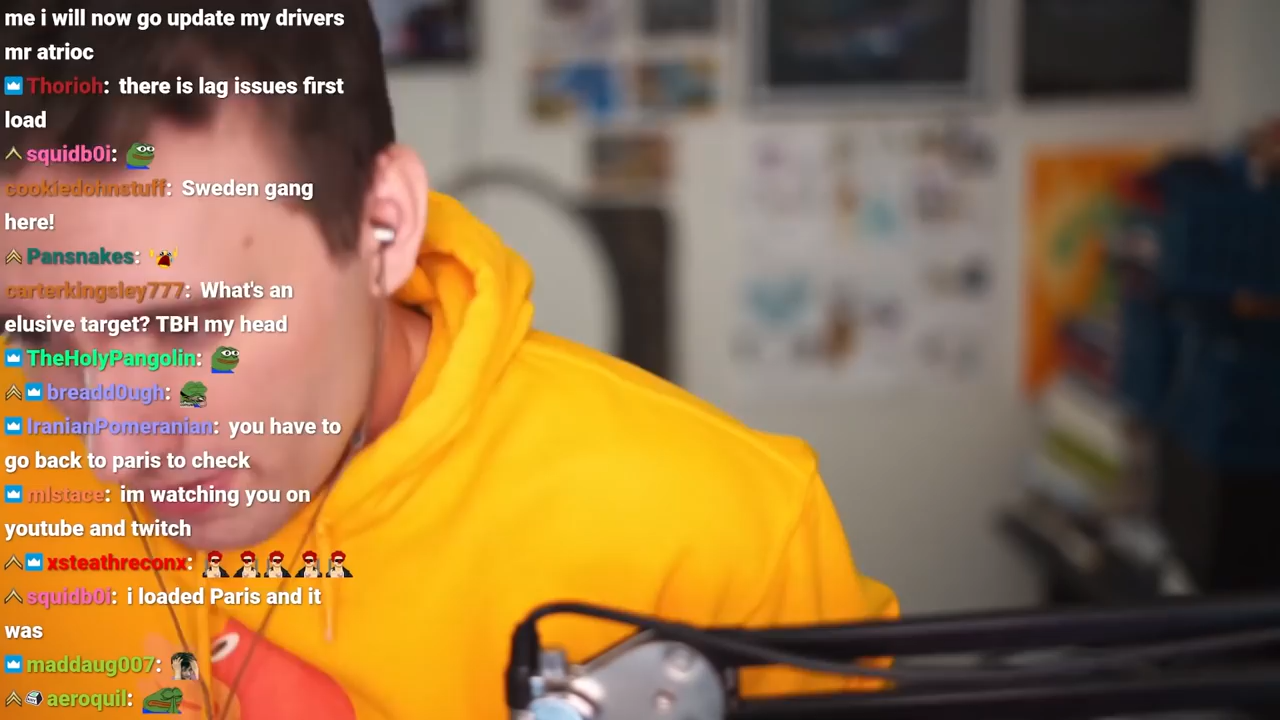 me i will now go update my drivers
mr atrioc
Thorioh: there is lag issues first
load
squidb0i:
cookiedohnstuff: Sweden gang
here!
Pansnakes:
carterkingsley777: What's an
elusive target? TBH my head
TheHolyPangolin:
breadd0ugh:
IranianPomeranian: you have to
go back to paris to check
mlstace: im watching you on
youtube and twitch
xsteathreconx:
squidb0i: i loaded Paris and it
was
maddaug007:
aeroquil: